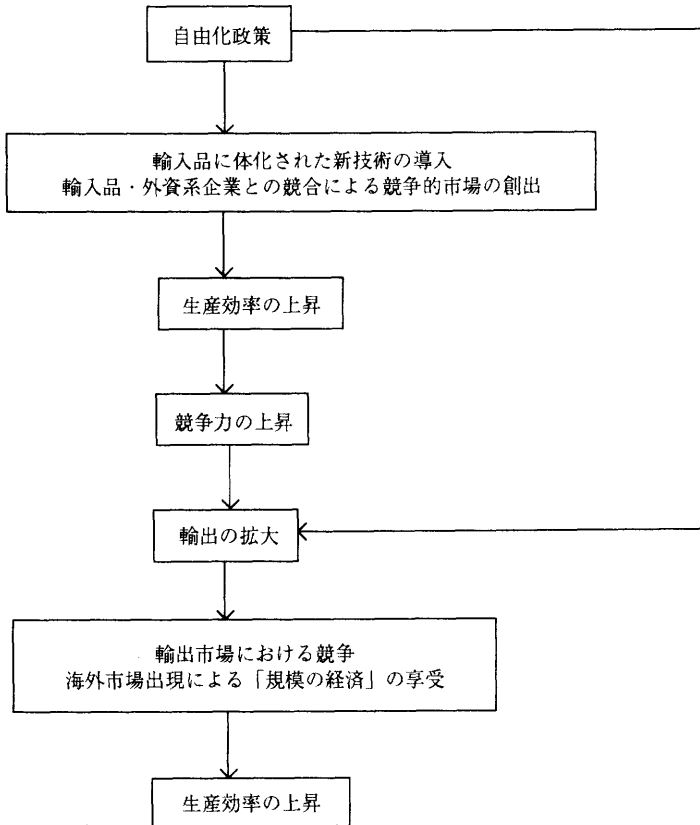 自由化政策
輸入品に体化された新技術の導入
輸入品・外資系企業との競合による競争的市場の創出
生産効率の上昇
競争力の上昇
輸出の拡大
輸出市場における競争
海外市場出現による「規模の経済」の享受
生産効率の上昇